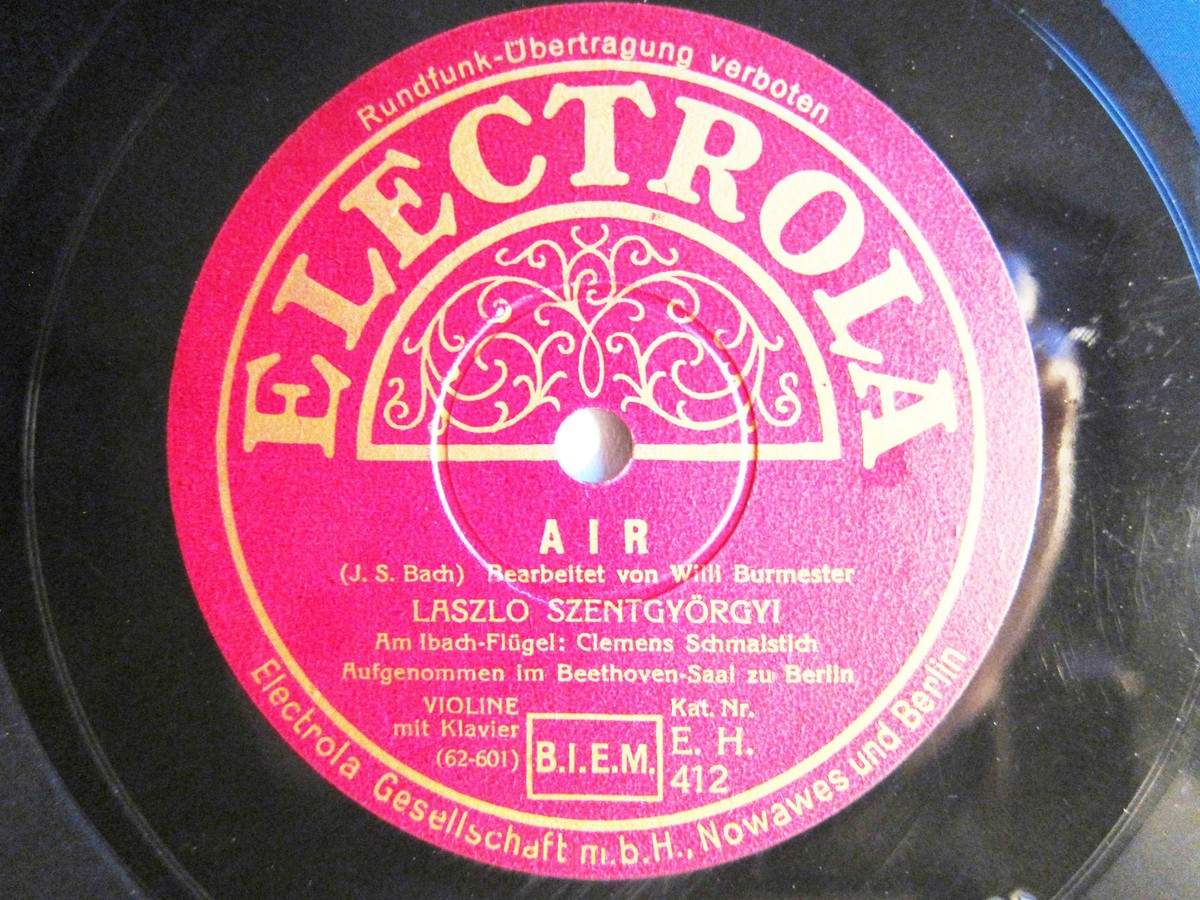 Rundfunk-Übertragung verboten
ELECTROLA
AIR
(J. S. Bach) Bearbeitet von Willi Burmester
LASZLO SZENTGYÖRGYI
Am Ibach-Flügel: Clemens Schmalstich
Aufgenommen im Beethoven-Saal zu Berlin
VIOLINE
mit Klavier
(62-601)
B.I.E.M.
Kat. Nr.
E. H.
412
Electrola Gesellschaft m.b.H., Nowawes und Berlin